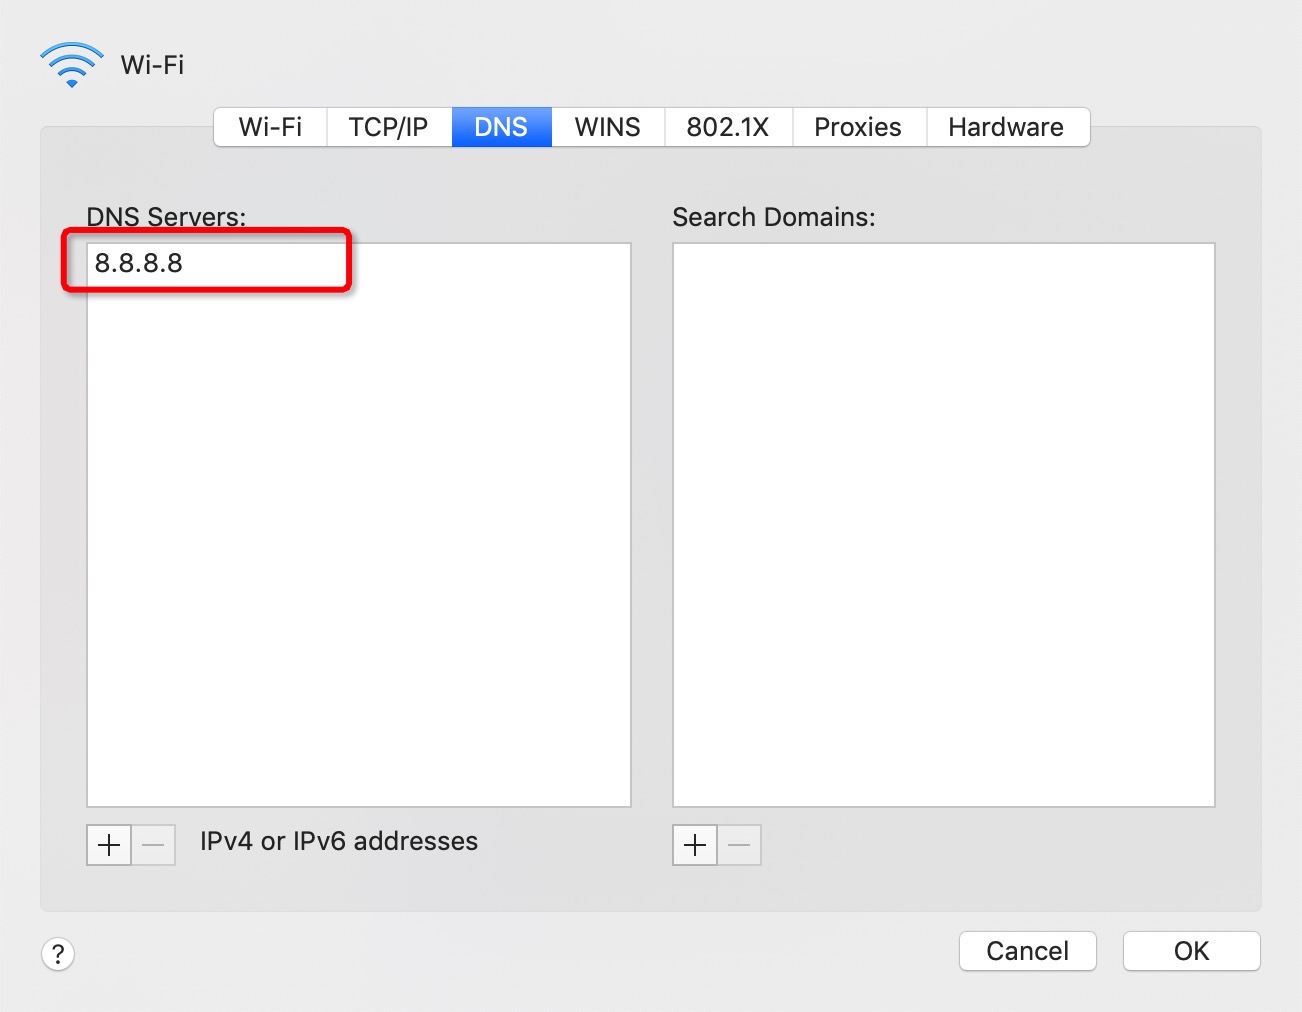 Wi-Fi
Wi-Fi TCP/IP DNS WINS 802.1X Proxies Hardware
DNS Servers:
8.8.8.8
Search Domains:
+ − IPv4 or IPv6 addresses
+ −
? Cancel OK